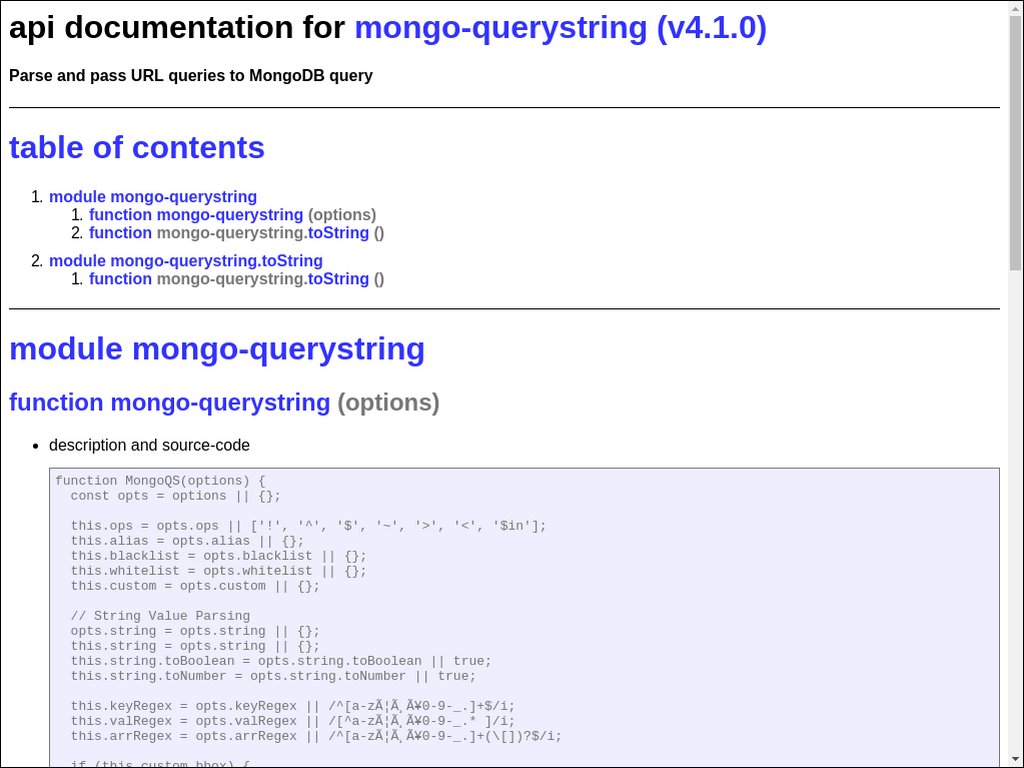 api documentation for mongo-querystring (v4.1.0)
Parse and pass URL queries to MongoDB query
table of contents
1. module mongo-querystring
1. function mongo-querystring (options)
2. function mongo-querystring.toString ()
2. module mongo-querystring.toString
1. function mongo-querystring.toString ()
module mongo-querystring
function mongo-querystring (options)
• description and source-code
function MongoQS(options) {
  const opts = options || {};
  this.ops = opts.ops || ['!', '^', '$', '~', '>', '<', '$in'];
  this.alias = opts.alias || {};
  this.blacklist = opts.blacklist || {};
  this.whitelist = opts.whitelist || {};
  this.custom = opts.custom || {};
  // String Value Parsing
  opts.string = opts.string || {};
  this.string = opts.string || {};
  this.string.toBoolean = opts.string.toBoolean || true;
  this.string.toNumber = opts.string.toNumber || true;
  this.keyRegex = opts.keyRegex || /^[a-zÃ¦Ã¸Ã¥0-9-_.]+$/i;
  this.valRegex = opts.valRegex || /[^a-zÃ¦Ã¸Ã¥0-9-_.* ]/i;
  this.arrRegex = opts.arrRegex || /^[a-zÃ¦Ã¸Ã¥0-9-_.]+(\[])?$/i;
  if (this.custom.bbox) {